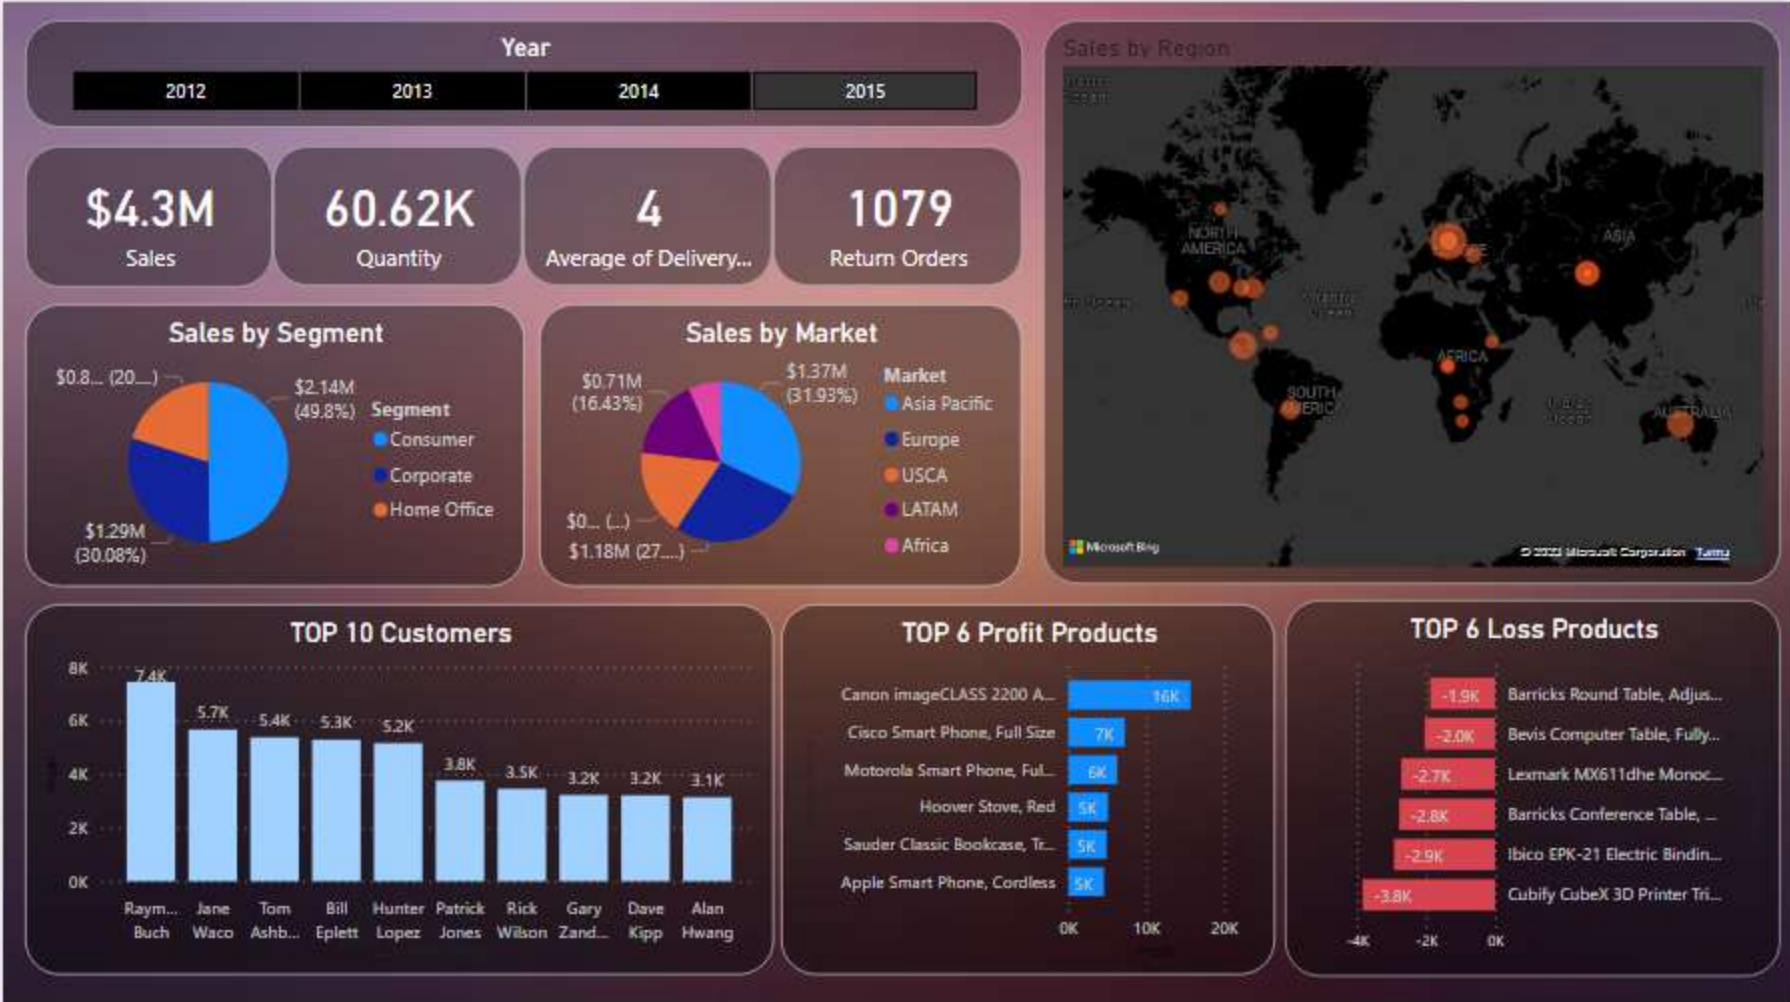 Year
2012 2013 2014 2015
$4.3M
Sales
60.62K
Quantity
4
Average of Delivery...
1079
Return Orders
Sales by Region
NORTH
AMERICA
ASIA
AFRICA
SOUTH
AUSTRALIA
Microsoft Bing
Microsoft Corporation Terms
Sales by Segment
$0.8... (20....)
$2.14M
(49.8%)
$1.29M
(30.08%)
Segment
Consumer
Corporate
Home Office
Sales by Market
$0.71M
(16.43%)
$1.37M
(31.93%)
$0... (...)
$1.18M (27....)
Market
Asia Pacific
Europe
USCA
LATAM
Africa
TOP 10 Customers
8K
6K
4K
2K
0K
7.4K
5.7K
5.4K
5.3K
5.2K
3.8K
3.5K
3.2K
3.2K
3.1K
Raym...
Buch
Jane
Waco
Tom
Ashb...
Bill
Eplett
Hunter
Lopez
Patrick
Jones
Rick
Wilson
Gary
Zand...
Dave
Kipp
Alan
Hwang
TOP 6 Profit Products
Canon imageCLASS 2200 A... 16K
Cisco Smart Phone, Full Size 7K
Motorola Smart Phone, Ful... 6K
Hoover Stove, Red 5K
Sauder Classic Bookcase, Tr... 5K
Apple Smart Phone, Cordless 5K
0K 10K 20K
TOP 6 Loss Products
-1.9K Barricks Round Table, Adjus...
-2.0K Bevis Computer Table, Fully...
-2.7K Lexmark MX611dhe Monoc...
-2.8K Barricks Conference Table, ...
-2.9K Ibico EPK-21 Electric Bindin...
-3.8K Cubify CubeX 3D Printer Tri...
-4K -2K 0K